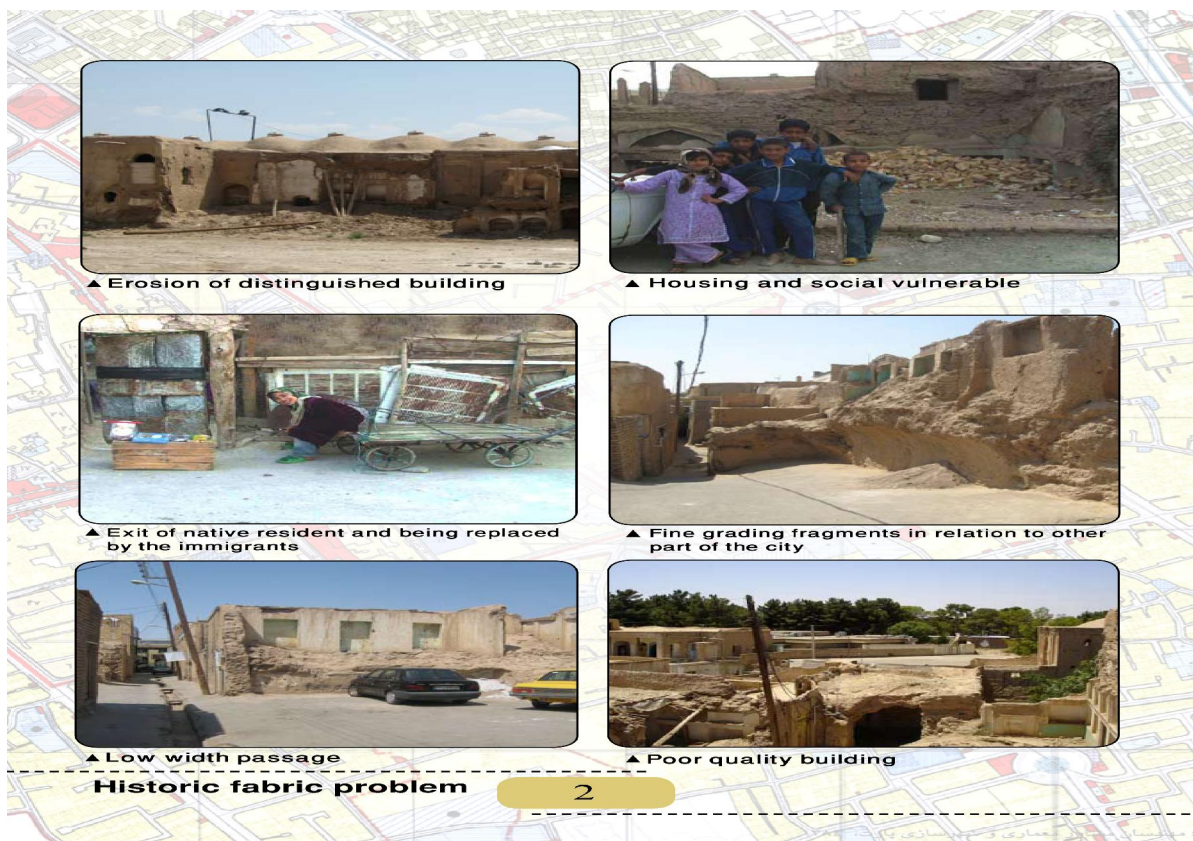 ▲ Erosion of distinguished building
▲ Housing and social vulnerable
▲ Exit of native resident and being replaced
by the immigrants
▲ Fine grading fragments in relation to other
part of the city
▲ Low width passage
▲ Poor quality building
Historic fabric problem
2